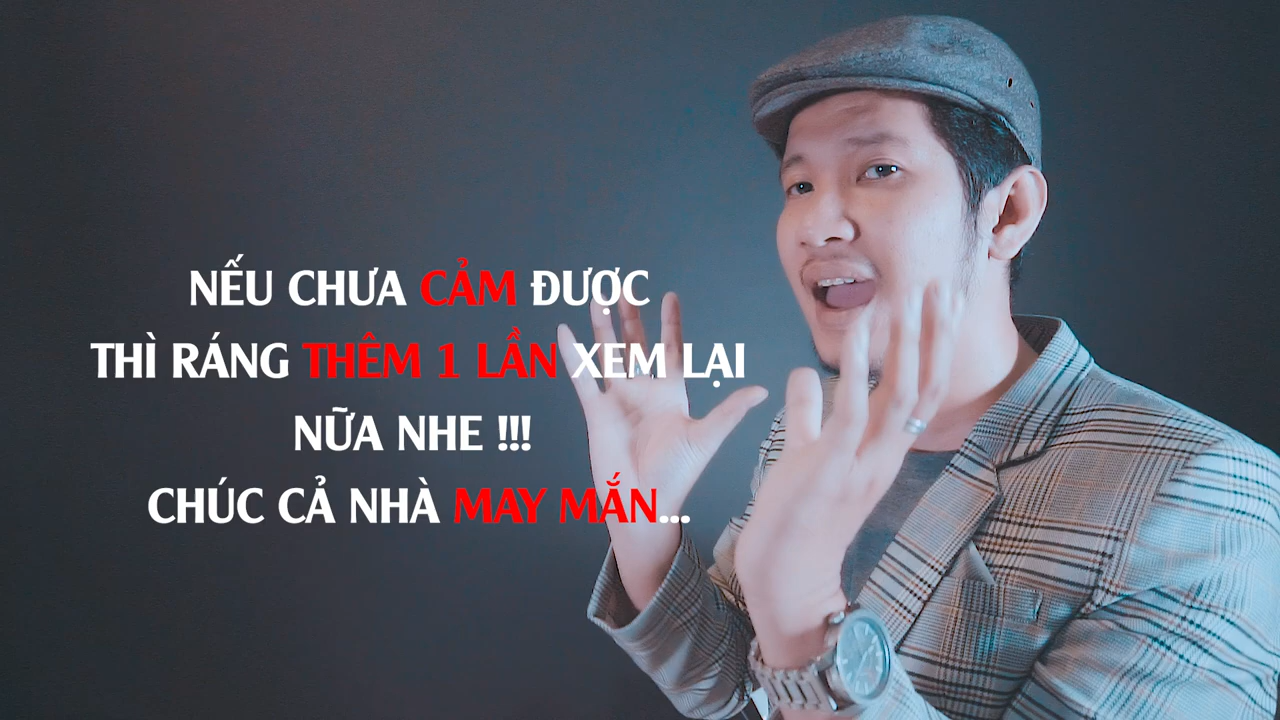 NẾU CHƯA CẢM ĐƯỢC
THÌ RÁNG THÊM 1 LẦN XEM LẠI
NỮA NHE !!!
CHÚC CẢ NHÀ MAY MẮN...